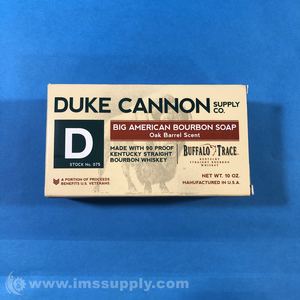 DUKE CANNON SUPPLY CO.
D
STOCK No. 075
BIG AMERICAN BOURBON SOAP
Oak Barrel Scent
MADE WITH 90 PROOF
KENTUCKY STRAIGHT
BOURBON WHISKEY
BUFFALO TRACE
KENTUCKY
STRAIGHT BOURBON
WHISKEY
A PORTION OF PROCEEDS
BENEFITS U.S. VETERANS
NET WT. 10 OZ.
MANUFACTURED IN U.S.A.
© www.imssupply.com